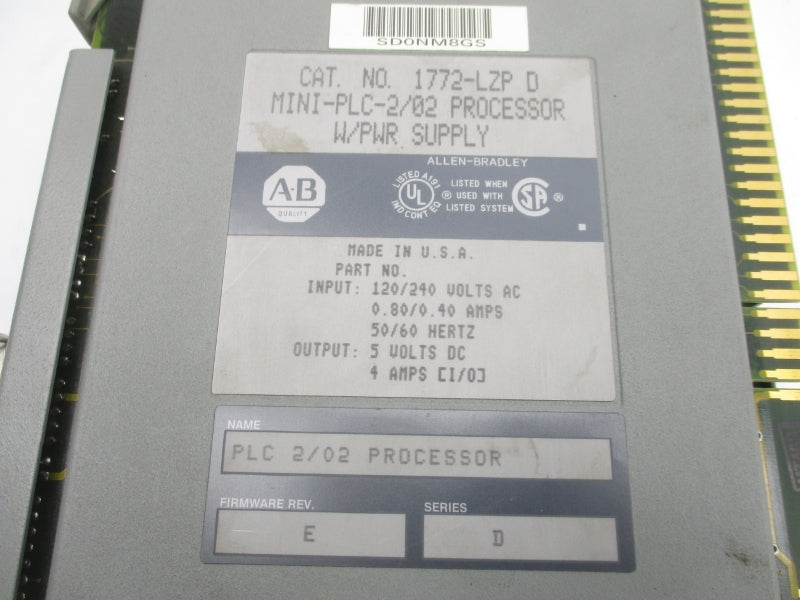 SD0NM8GS
CAT. NO. 1772-LZP D
MINI-PLC-2/02 PROCESSOR
W/PWR SUPPLY
ALLEN-BRADLEY
A-B
QUALITY
LISTED A191
UL
IND CONT EQ
®
LISTED WHEN
USED WITH
LISTED SYSTEM
SA
®
MADE IN U.S.A.
PART NO.
INPUT: 120/240 VOLTS AC
0.80/0.40 AMPS
50/60 HERTZ
OUTPUT: 5 VOLTS DC
4 AMPS [I/O]
NAME
PLC 2/02 PROCESSOR
FIRMWARE REV.
SERIES
E
D